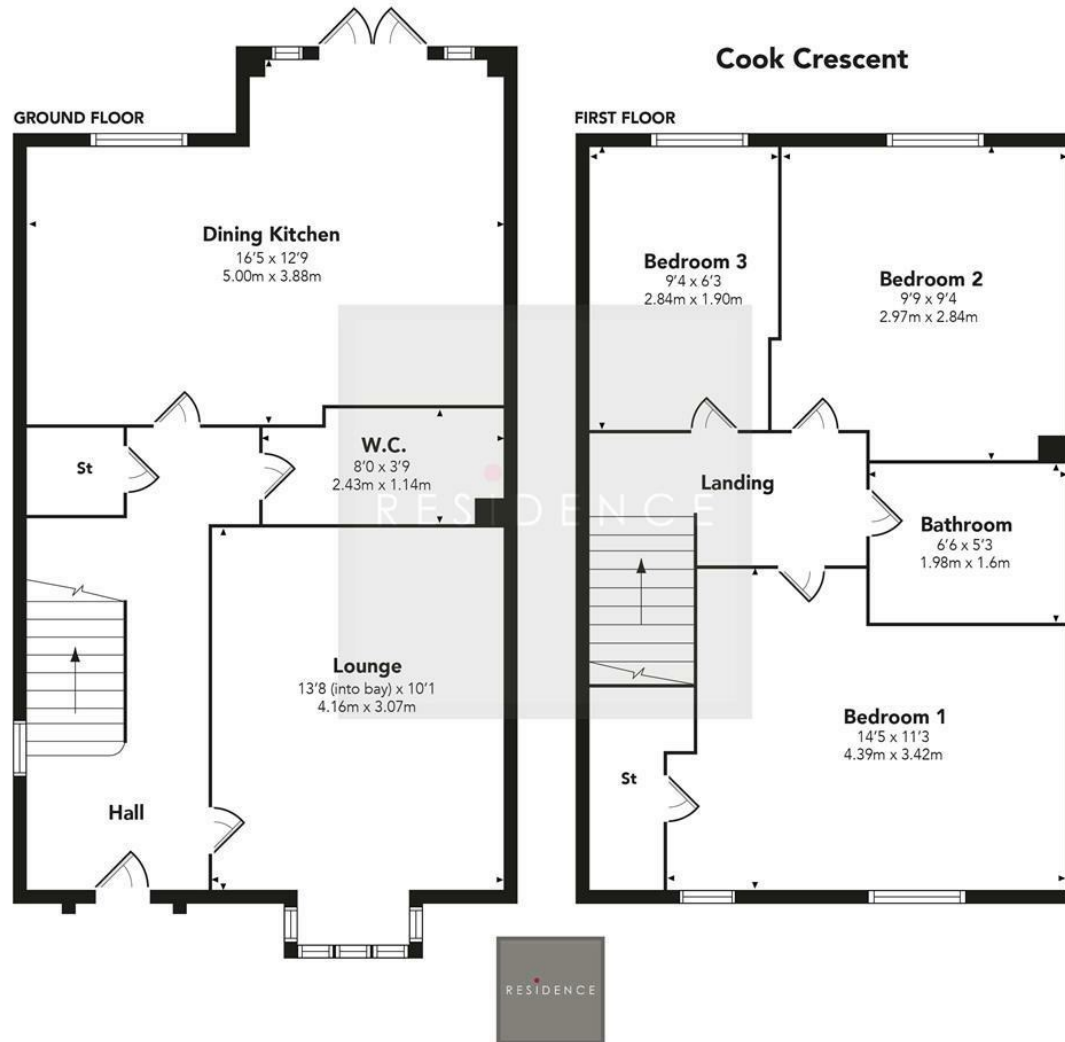 Cook Crescent
GROUND FLOOR
Dining Kitchen
16'5 x 12'9
5.00m x 3.88m
St
W.C.
8'0 x 3'9
2.43m x 1.14m
Lounge
13'8 (into bay) x 10'1
4.16m x 3.07m
Hall
FIRST FLOOR
Bedroom 3
9'4 x 6'3
2.84m x 1.90m
Bedroom 2
9'9 x 9'4
2.97m x 2.84m
Landing
Bathroom
6'6 x 5'3
1.98m x 1.6m
Bedroom 1
14'5 x 11'3
4.39m x 3.42m
St
RESIDENCE
RESIDENCE